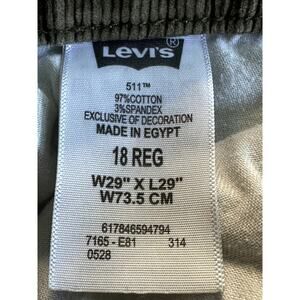 Levi's®
511™
97%COTTON
3%SPANDEX
EXCLUSIVE OF DECORATION
MADE IN EGYPT
18 REG
W29" X L29"
W73.5 CM
617846594794
7165 - E81 314
0528